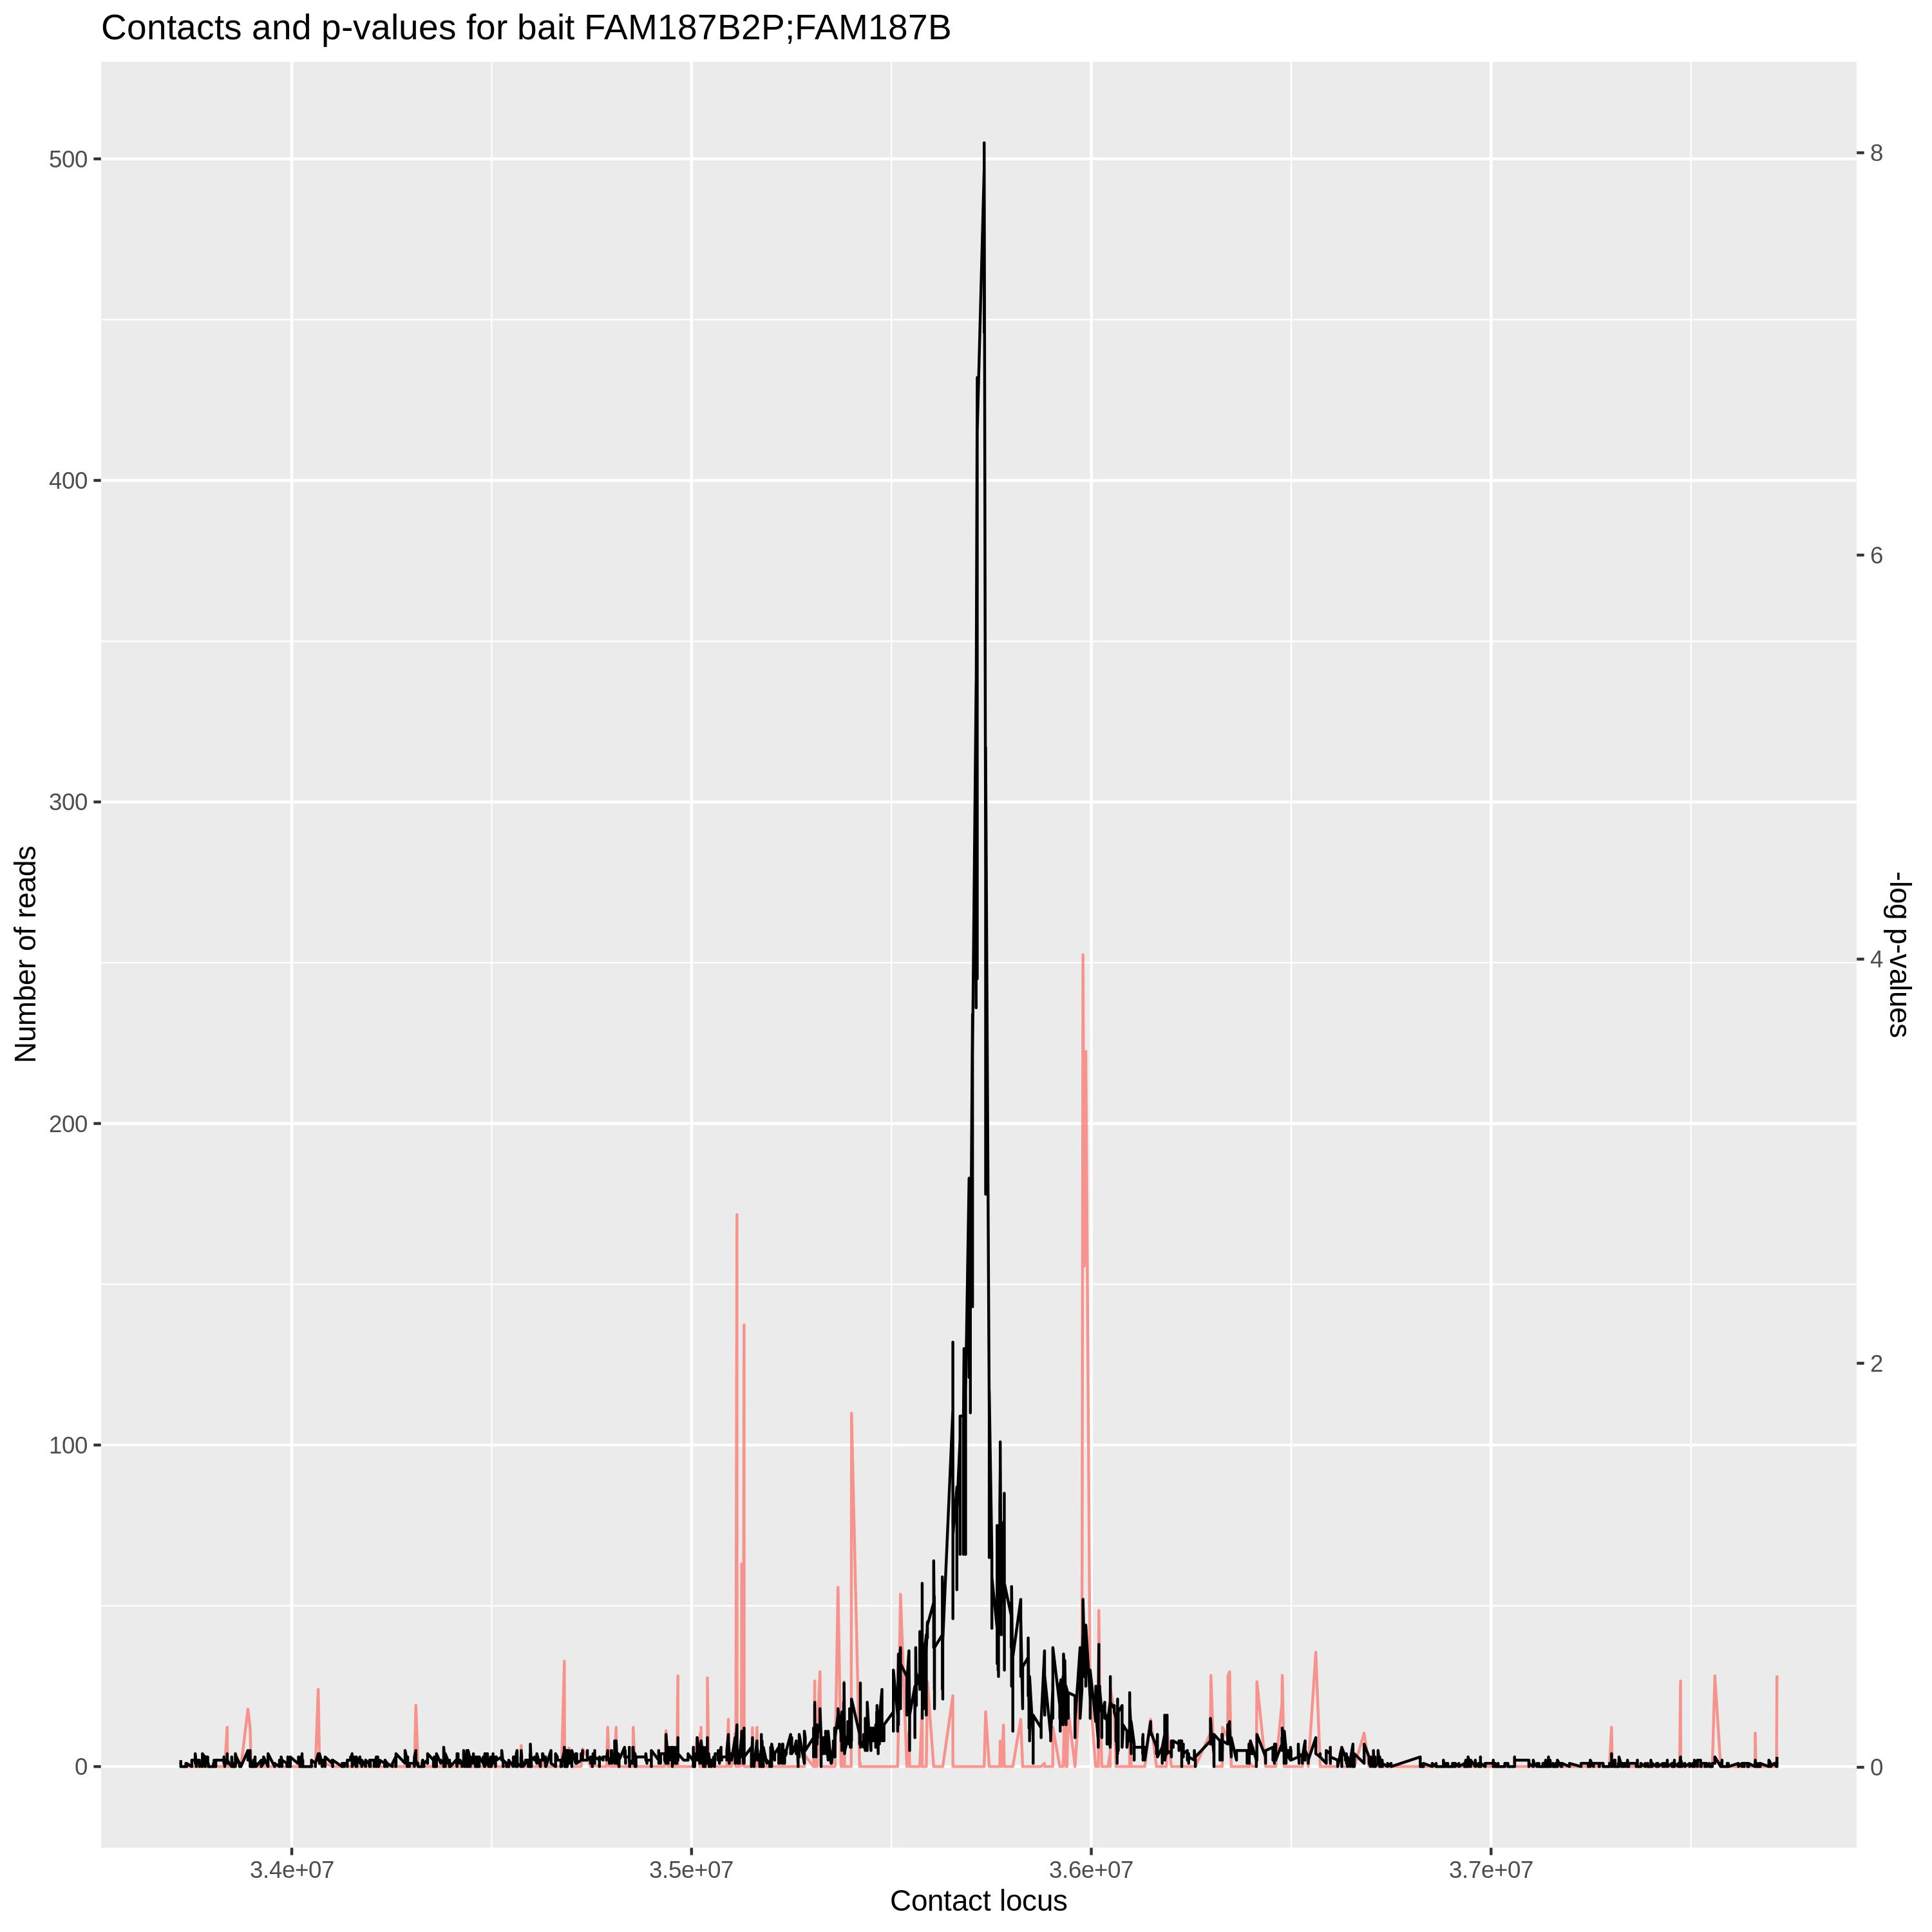 Contacts and p-values for bait FAM187B2P;FAM187B
500
400
300
200
100
0
Number of reads
8
6
4
2
0
-log p-values
3.4e+07 3.5e+07 3.6e+07 3.7e+07
Contact locus